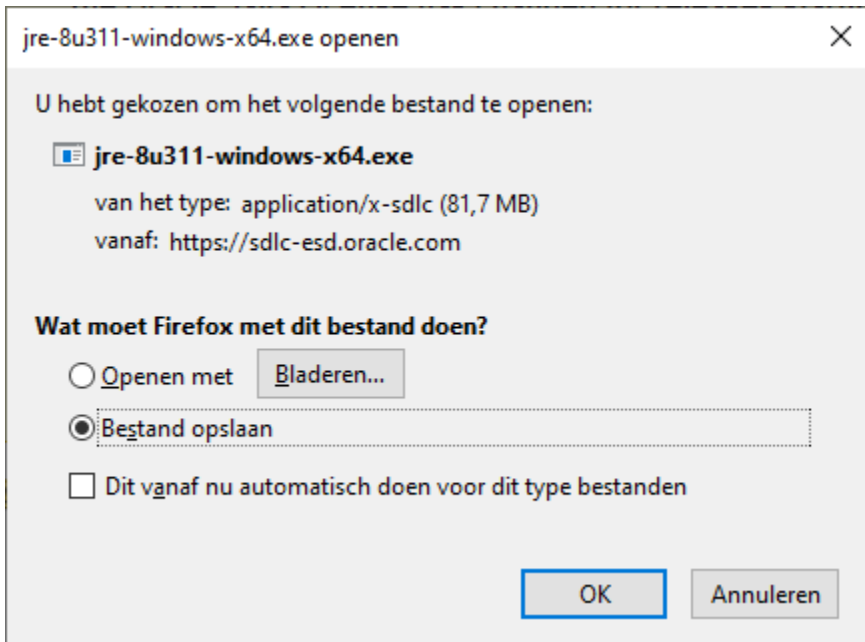 jre-8u311-windows-x64.exe openen
U hebt gekozen om het volgende bestand te openen:
jre-8u311-windows-x64.exe
van het type: application/x-sdlc (81,7 MB)
vanaf: https://sdlc-esd.oracle.com
Wat moet Firefox met dit bestand doen?
Openen met Bladeren...
Bestand opslaan
Dit vanaf nu automatisch doen voor dit type bestanden
OK Annuleren